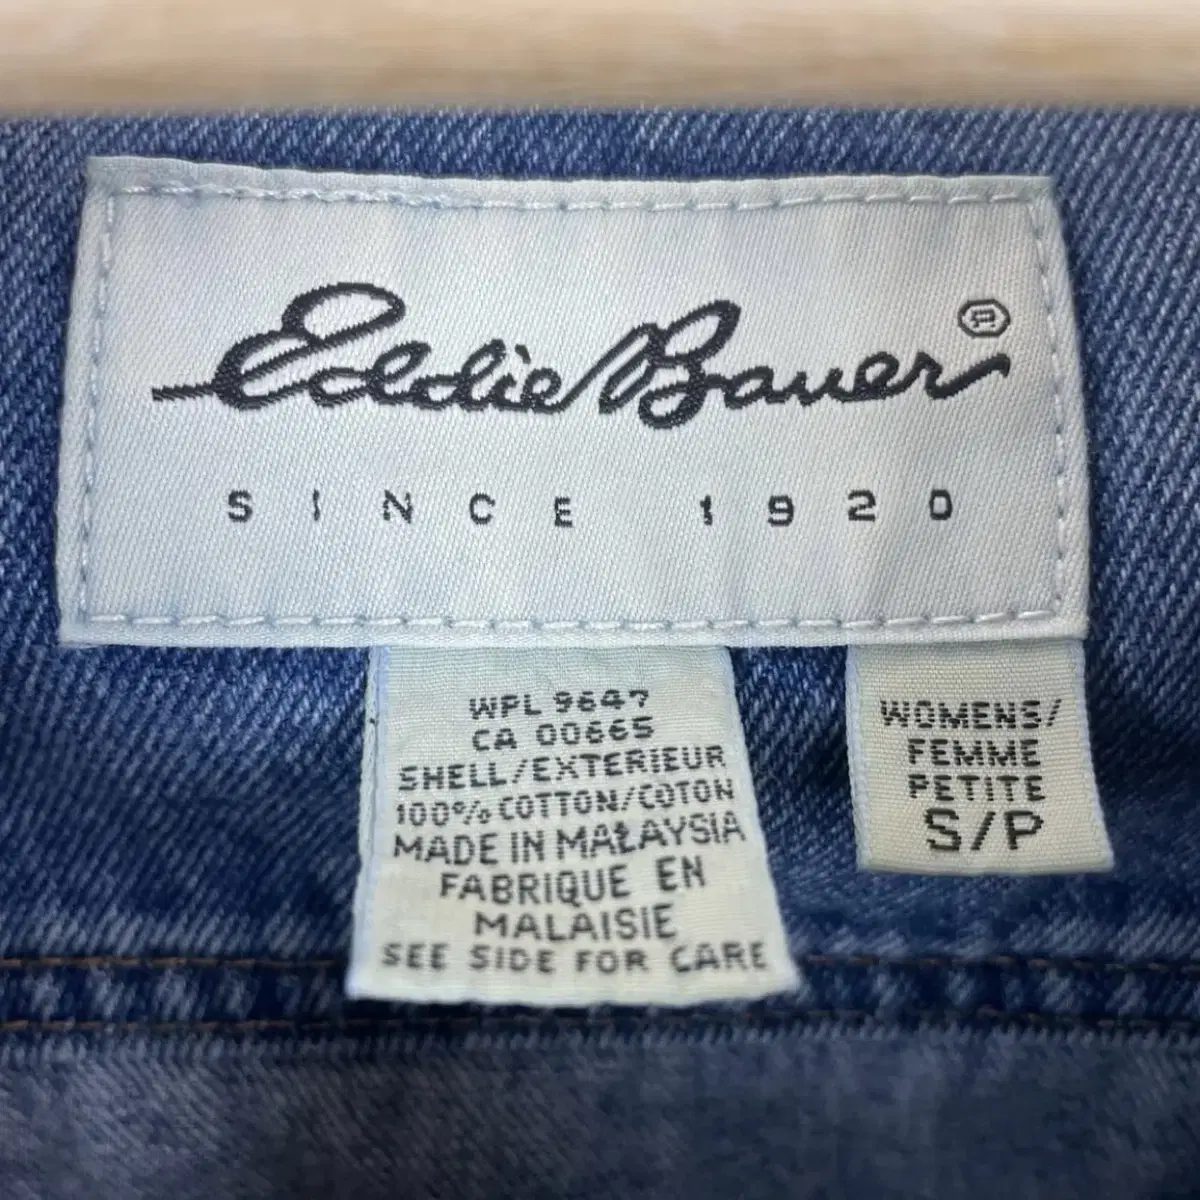 Eddie Bauer ®
SINCE 1920
WPL 9647
CA 00665
SHELL/EXTERIEUR
100% COTTON/COTON
MADE IN MALAYSIA
FABRIQUE EN
MALAISIE
SEE SIDE FOR CARE
WOMENS/
FEMME
PETITE
S/P